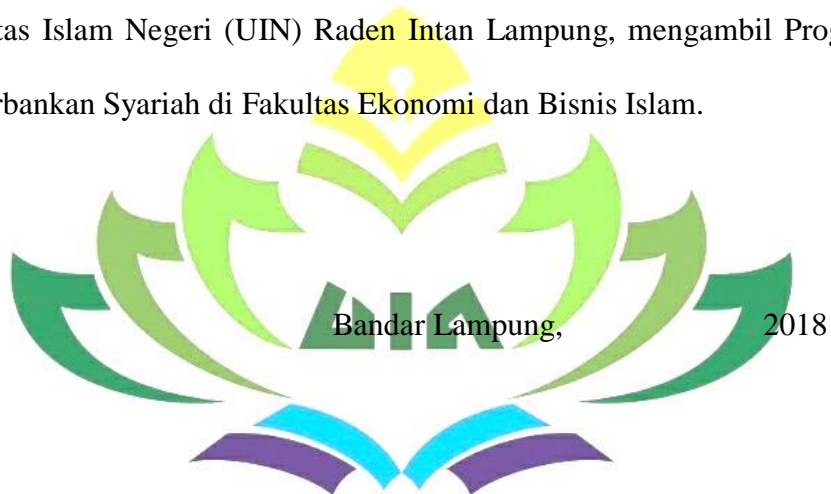 tas Islam Negeri (UIN) Raden Intan Lampung, mengambil Prog
rbankan Syariah di Fakultas Ekonomi dan Bisnis Islam.
UIN
Bandar Lampung, 2018